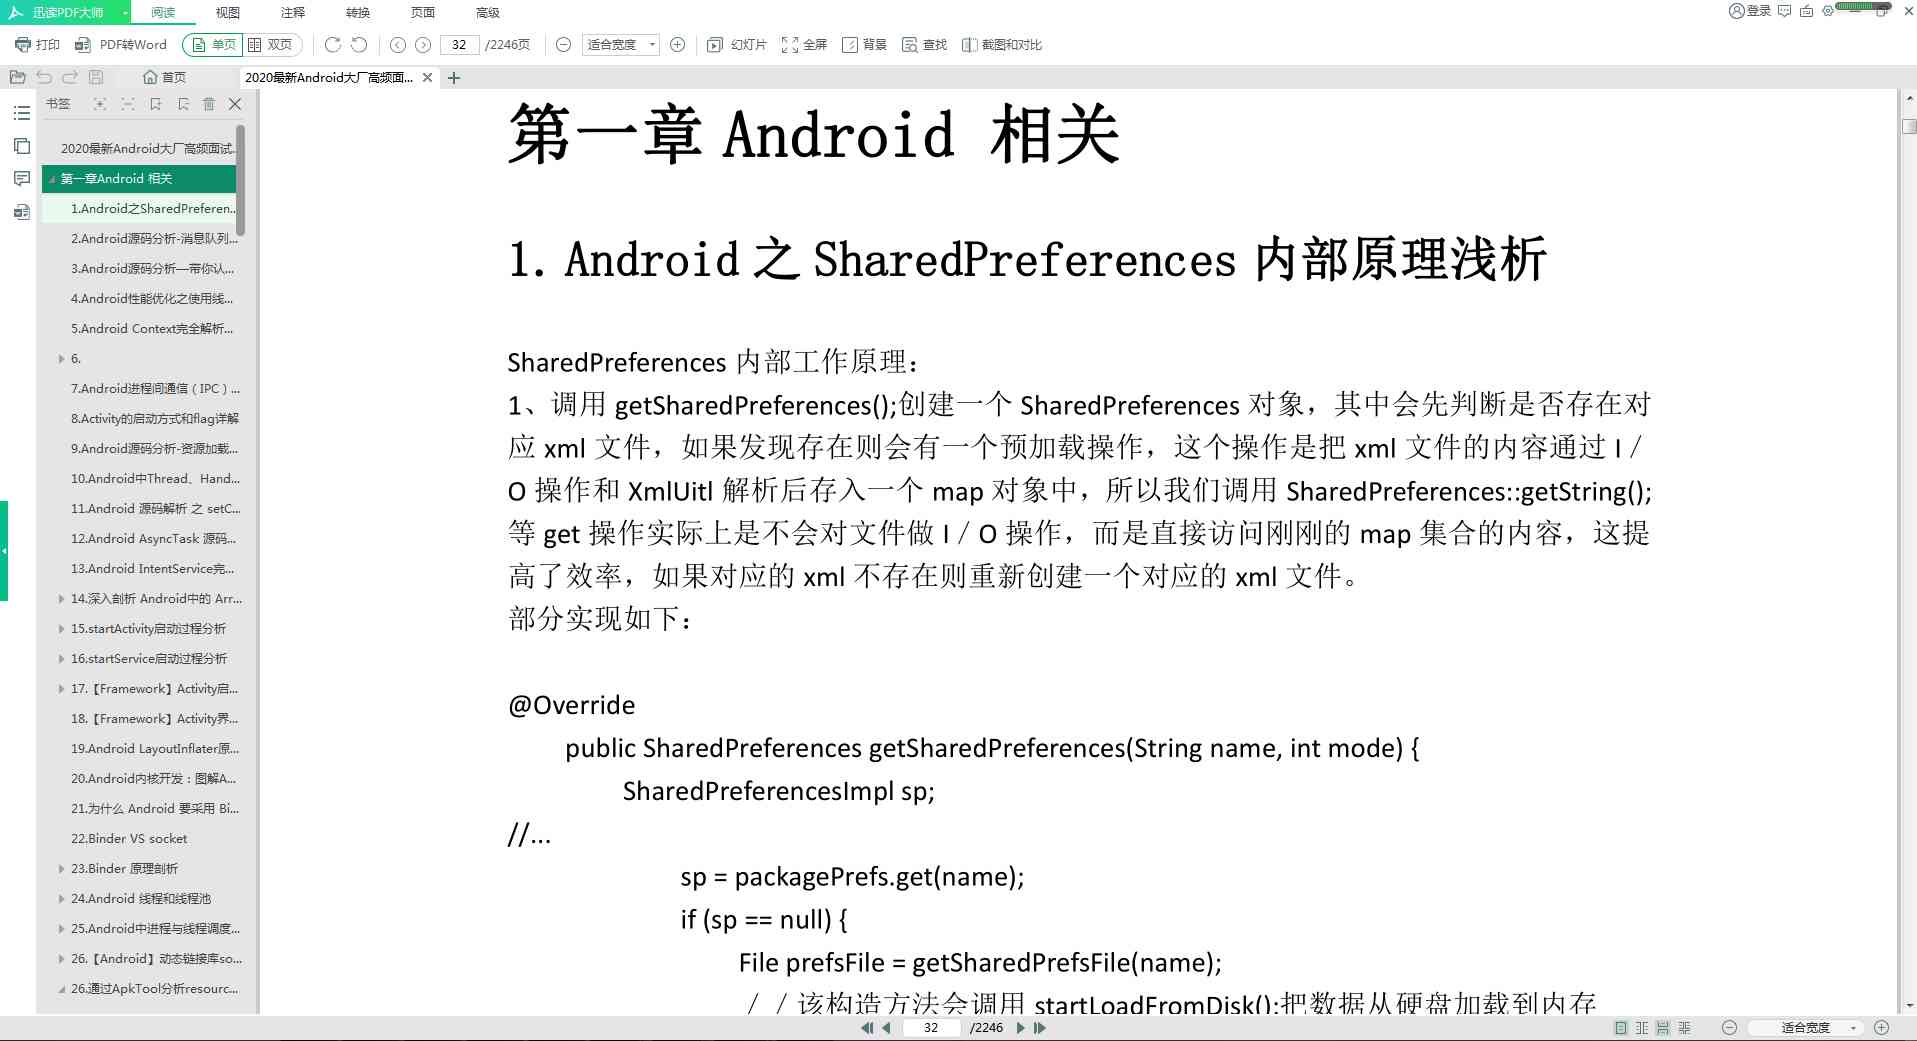 迅读PDF大师 阅读 视图 注释 转换 页面 高级 登录
打印 PDF转Word 单页 双页 32 /2246页 适合宽度 幻灯片 全屏 背景 查找 截图和对比
首页 2020最新Android大厂高频面... 
书签
2020最新Android大厂高频面试...
第一章Android 相关
1.Android之SharedPreferen...
2.Android源码分析-消息队列...
3.Android源码分析—带你认...
4.Android性能优化之使用线...
5.Android Context完全解析...
6.
7.Android进程间通信（IPC）...
8.Activity的启动方式和flag详解
9.Android源码分析-资源加载...
10.Android中Thread、Hand...
11.Android 源码解析 之 setC...
12.Android AsyncTask 源码...
13.Android IntentService完...
14.深入剖析 Android中的 Arr...
15.startActivity启动过程分析
16.startService启动过程分析
17.【Framework】Activity启...
18.【Framework】Activity界...
19.Android LayoutInflater原...
20.Android内核开发：图解A...
21.为什么 Android 要采用 Bi...
22.Binder VS socket
23.Binder 原理剖析
24.Android 线程和线程池
25.Android中进程与线程调度...
26.【Android】动态链接库so...
26.通过ApkTool分析resourc...
第一章 Android 相关
1. Android 之 SharedPreferences 内部原理浅析
SharedPreferences 内部工作原理：
1、调用 getSharedPreferences();创建一个 SharedPreferences 对象，其中会先判断是否存在对
应 xml 文件，如果发现存在则会有一个预加载操作，这个操作是把 xml 文件的内容通过 I／
O 操作和 XmlUitl 解析后存入一个 map 对象中，所以我们调用 SharedPreferences::getString();
等 get 操作实际上是不会对文件做 I／O 操作，而是直接访问刚刚的 map 集合的内容，这提
高了效率，如果对应的 xml 不存在则重新创建一个对应的 xml 文件。
部分实现如下：
@Override
public SharedPreferences getSharedPreferences(String name, int mode) {
SharedPreferencesImpl sp;
//...
sp = packagePrefs.get(name);
if (sp == null) {
File prefsFile = getSharedPrefsFile(name);
／／该构造方法会调用 startLoadFromDisk();把数据从硬盘加载到内存
32 /2246 适合宽度